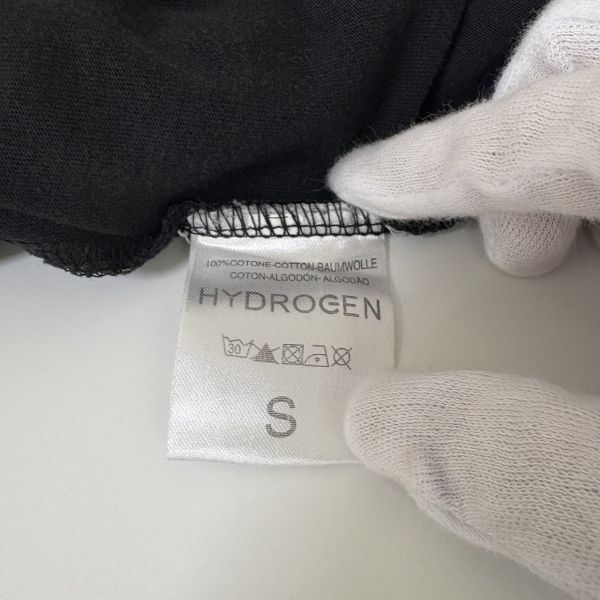 100%COTONE-COTTON-BAUMWOLLE
COTON-ALGODÓN-ALGODÃO
HYDROGEN
30
S